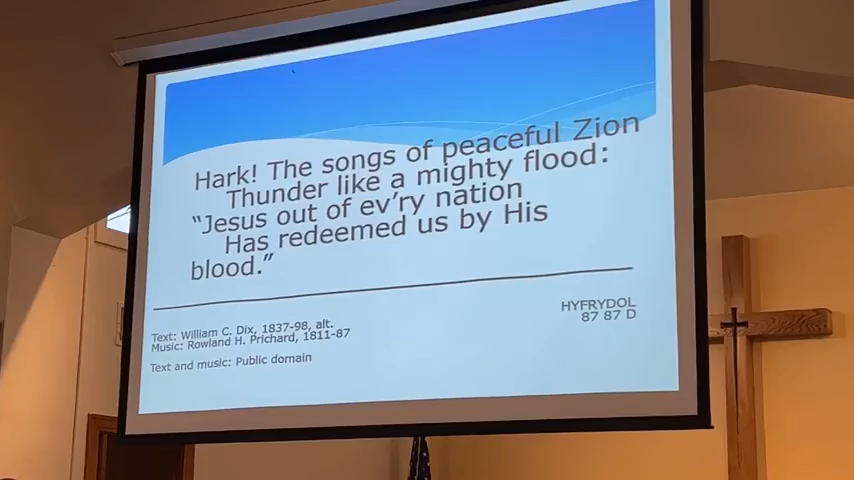 Hark! The songs of peaceful Zion
Thunder like a mighty flood:
“Jesus out of ev’ry nation
Has redeemed us by His
blood.”
Text: William C. Dix, 1837-98, alt.
Music: Rowland H. Prichard, 1811-87
Text and music: Public domain
HYFRYDOL
87 87 D